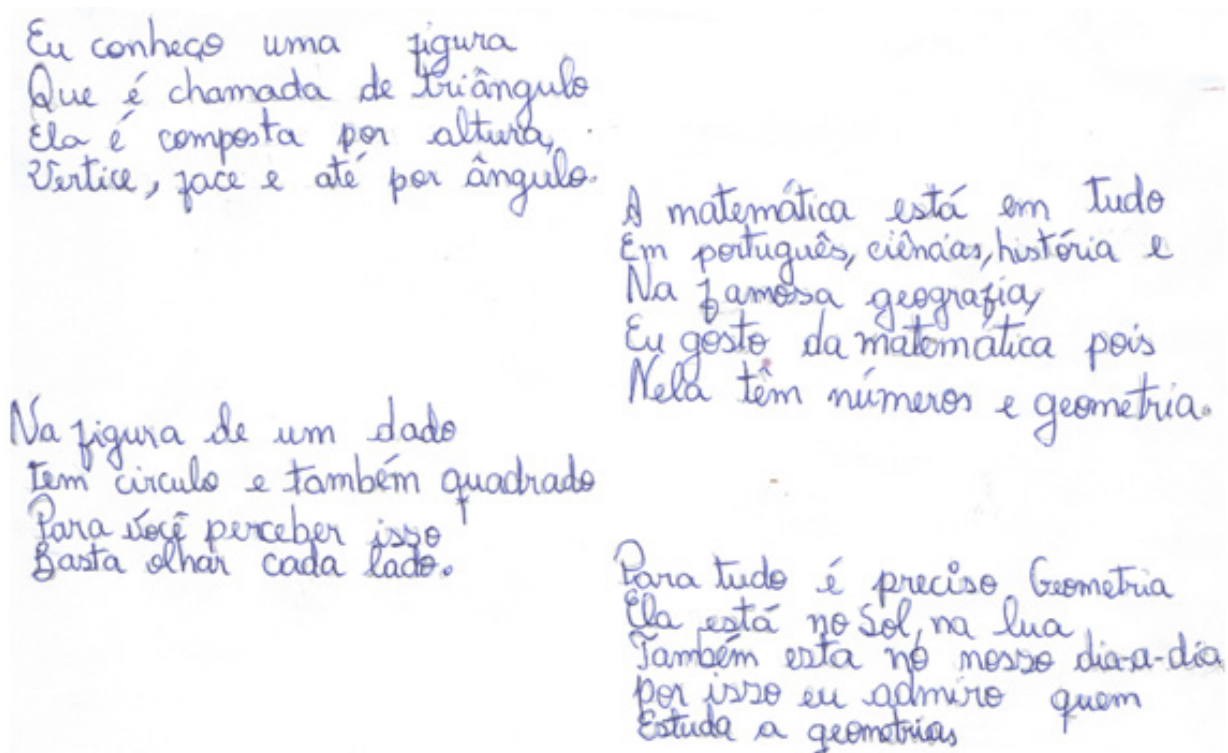 Eu conheço uma figura
Que é chamada de triângulo
Ela é composta por altura,
Vertice, face e até por ângulo.
A matemática está em tudo
Em português, ciências, história e
Na famosa geografia,
Eu gosto da matemática pois
Nela têm números e geometria.
Na figura de um dado
tem circulo e também quadrado
Para você perceber isso
Basta olhar cada lado.
Para tudo é preciso Geometria
Ela está no Sol, na lua
Também esta no nosso dia-a-dia
por isso eu admiro quem
Estuda a geometrias